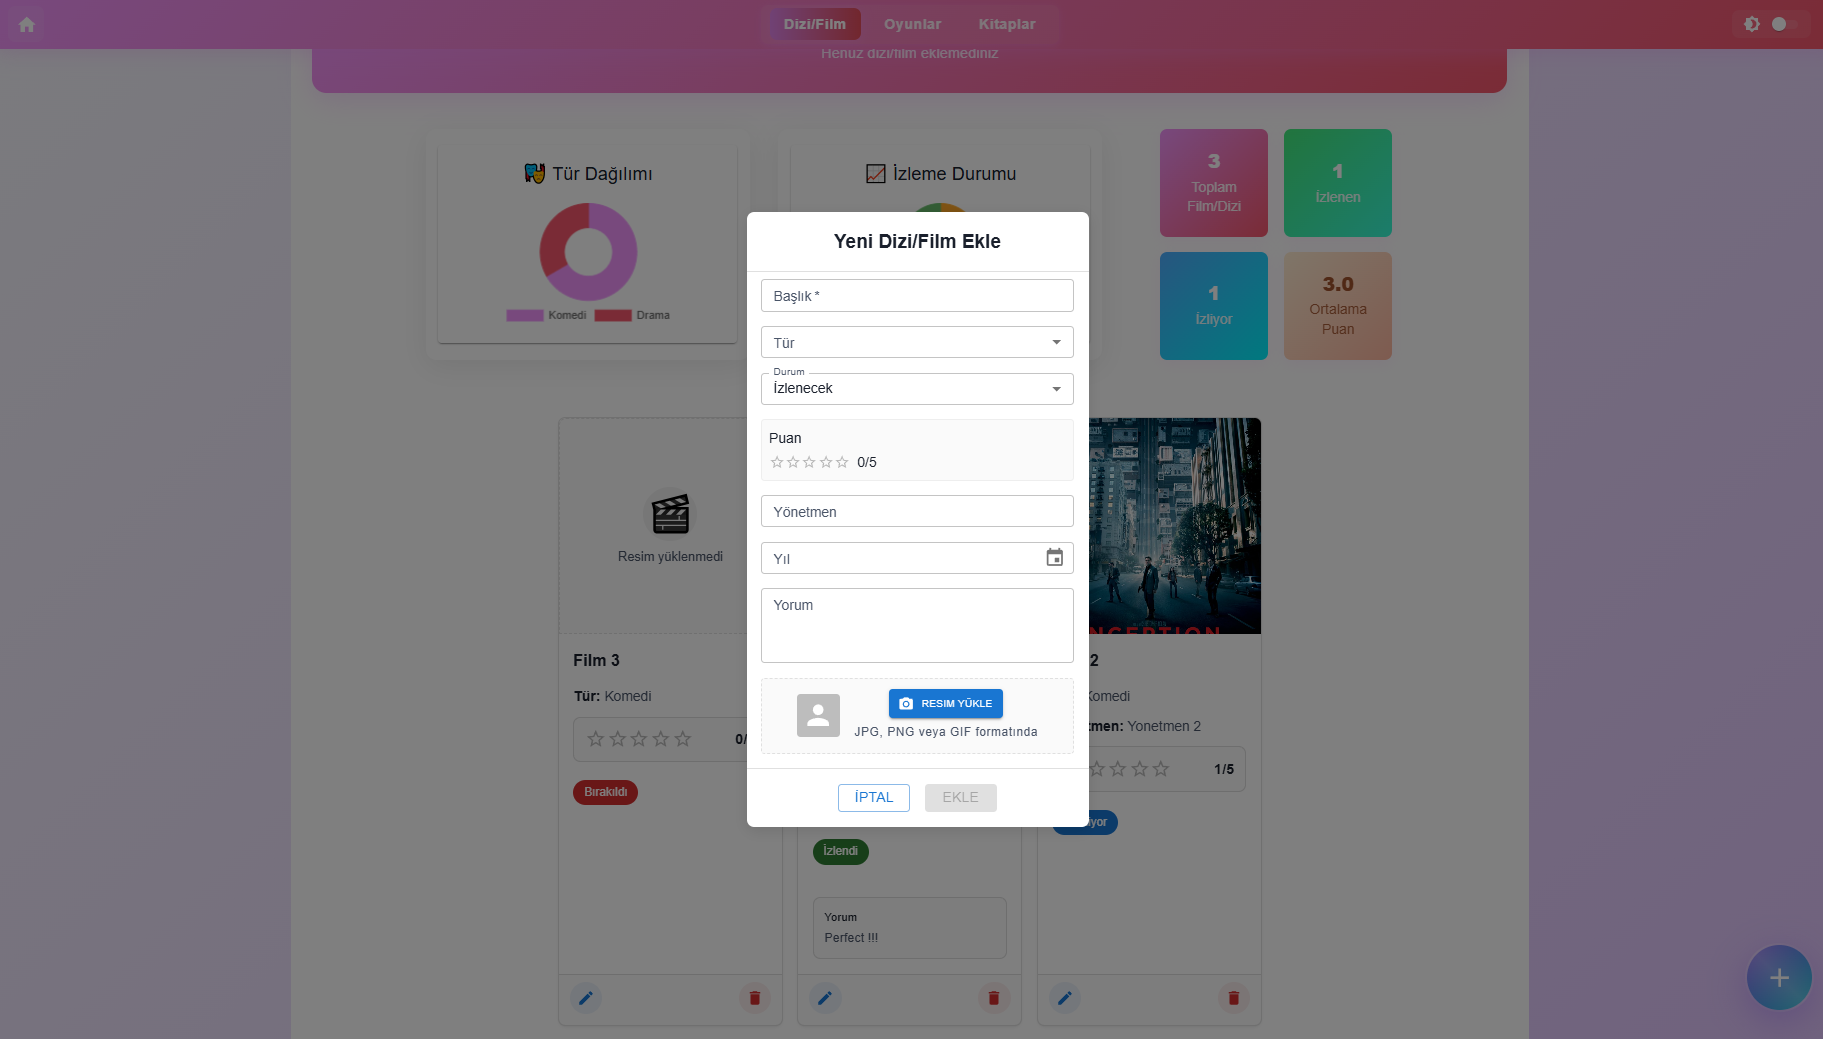 Dizi/Film
Oyunlar
Kitaplar
Henüz dizi/film eklemediniz
Tür Dağılımı
Komedi
Drama
İzleme Durumu
3
Toplam
Film/Dizi
1
İzlenen
1
İzliyor
3.0
Ortalama
Puan
Yeni Dizi/Film Ekle
Başlık *
Tür
Durum
İzlenecek
Puan
0/5
Yönetmen
Yıl
Yorum
RESIM YÜKLE
JPG, PNG veya GIF formatında
İPTAL
EKLE
Resim yüklenmedi
Film 3
Tür: Komedi
0/
Bırakıldı
İzlendi
Yorum
Perfect !!!
INCEPTION
2
Komedi
Yonetmen 2
1/5